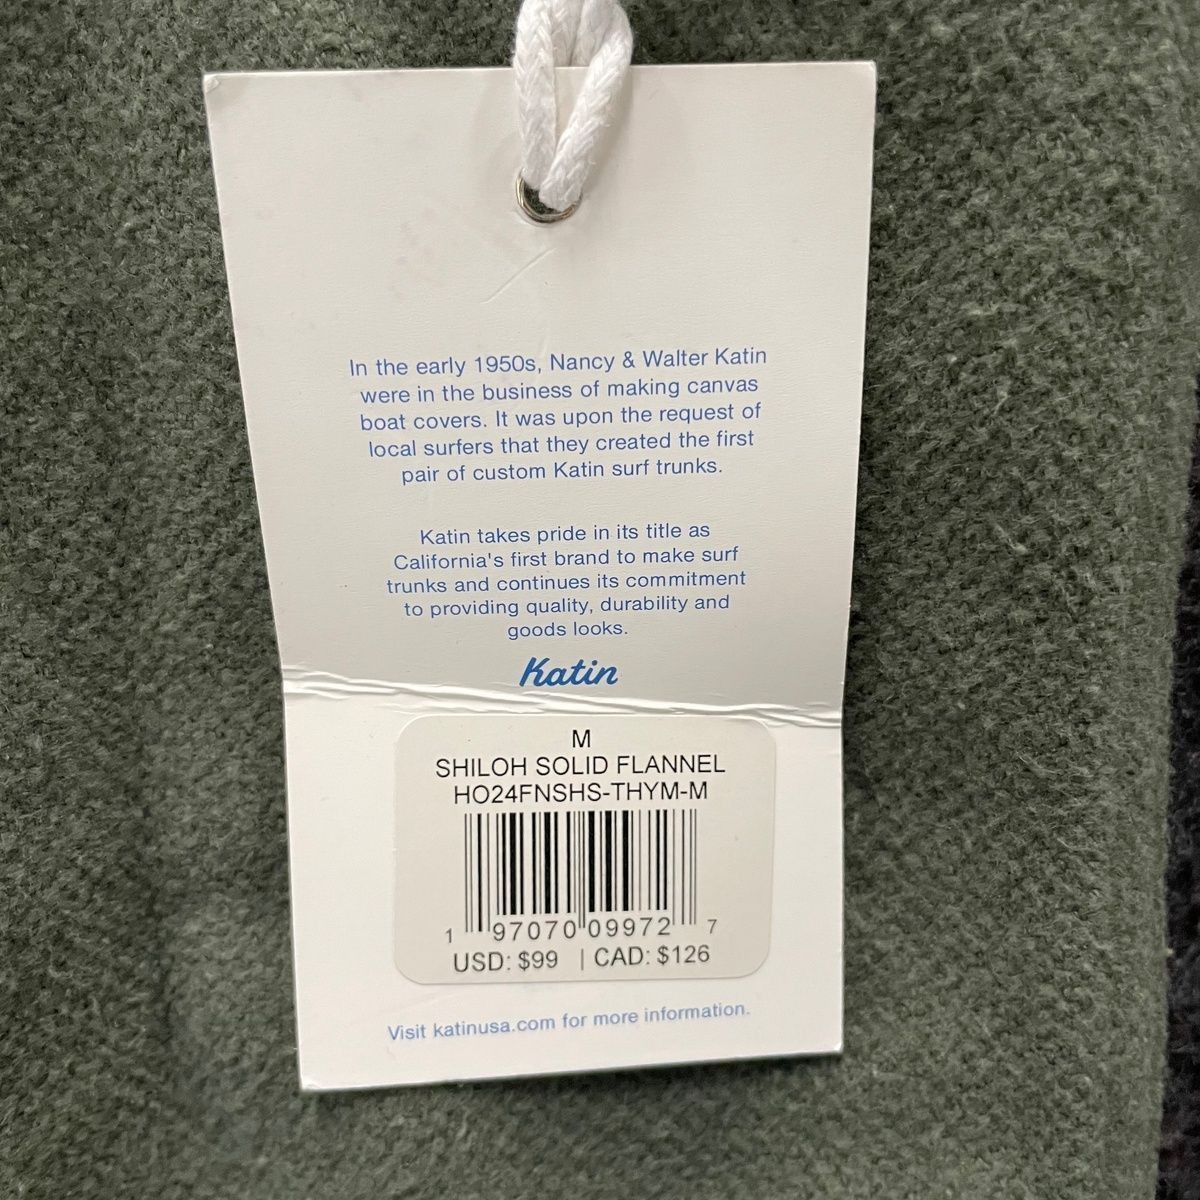 In the early 1950s, Nancy & Walter Katin
were in the business of making canvas
boat covers. It was upon the request of
local surfers that they created the first
pair of custom Katin surf trunks.
Katin takes pride in its title as
California's first brand to make surf
trunks and continues its commitment
to providing quality, durability and
goods looks.
Katin
M
SHILOH SOLID FLANNEL
HO24FNSHS-THYM-M
1 97070 09972 7
USD: $99 | CAD: $126
Visit katinusa.com for more information.